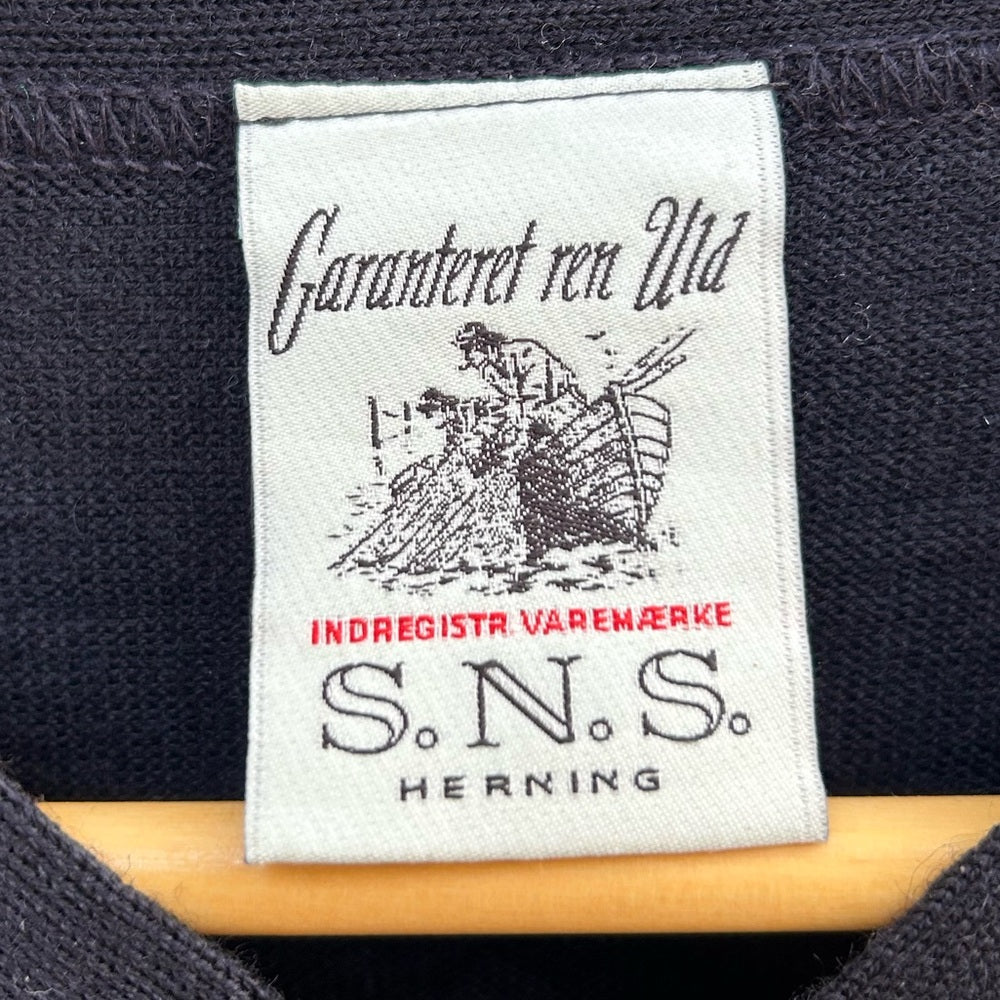 Garanteret ren Uld
INDREGISTR. VAREMÆRKE
S.N.S.
HERNING